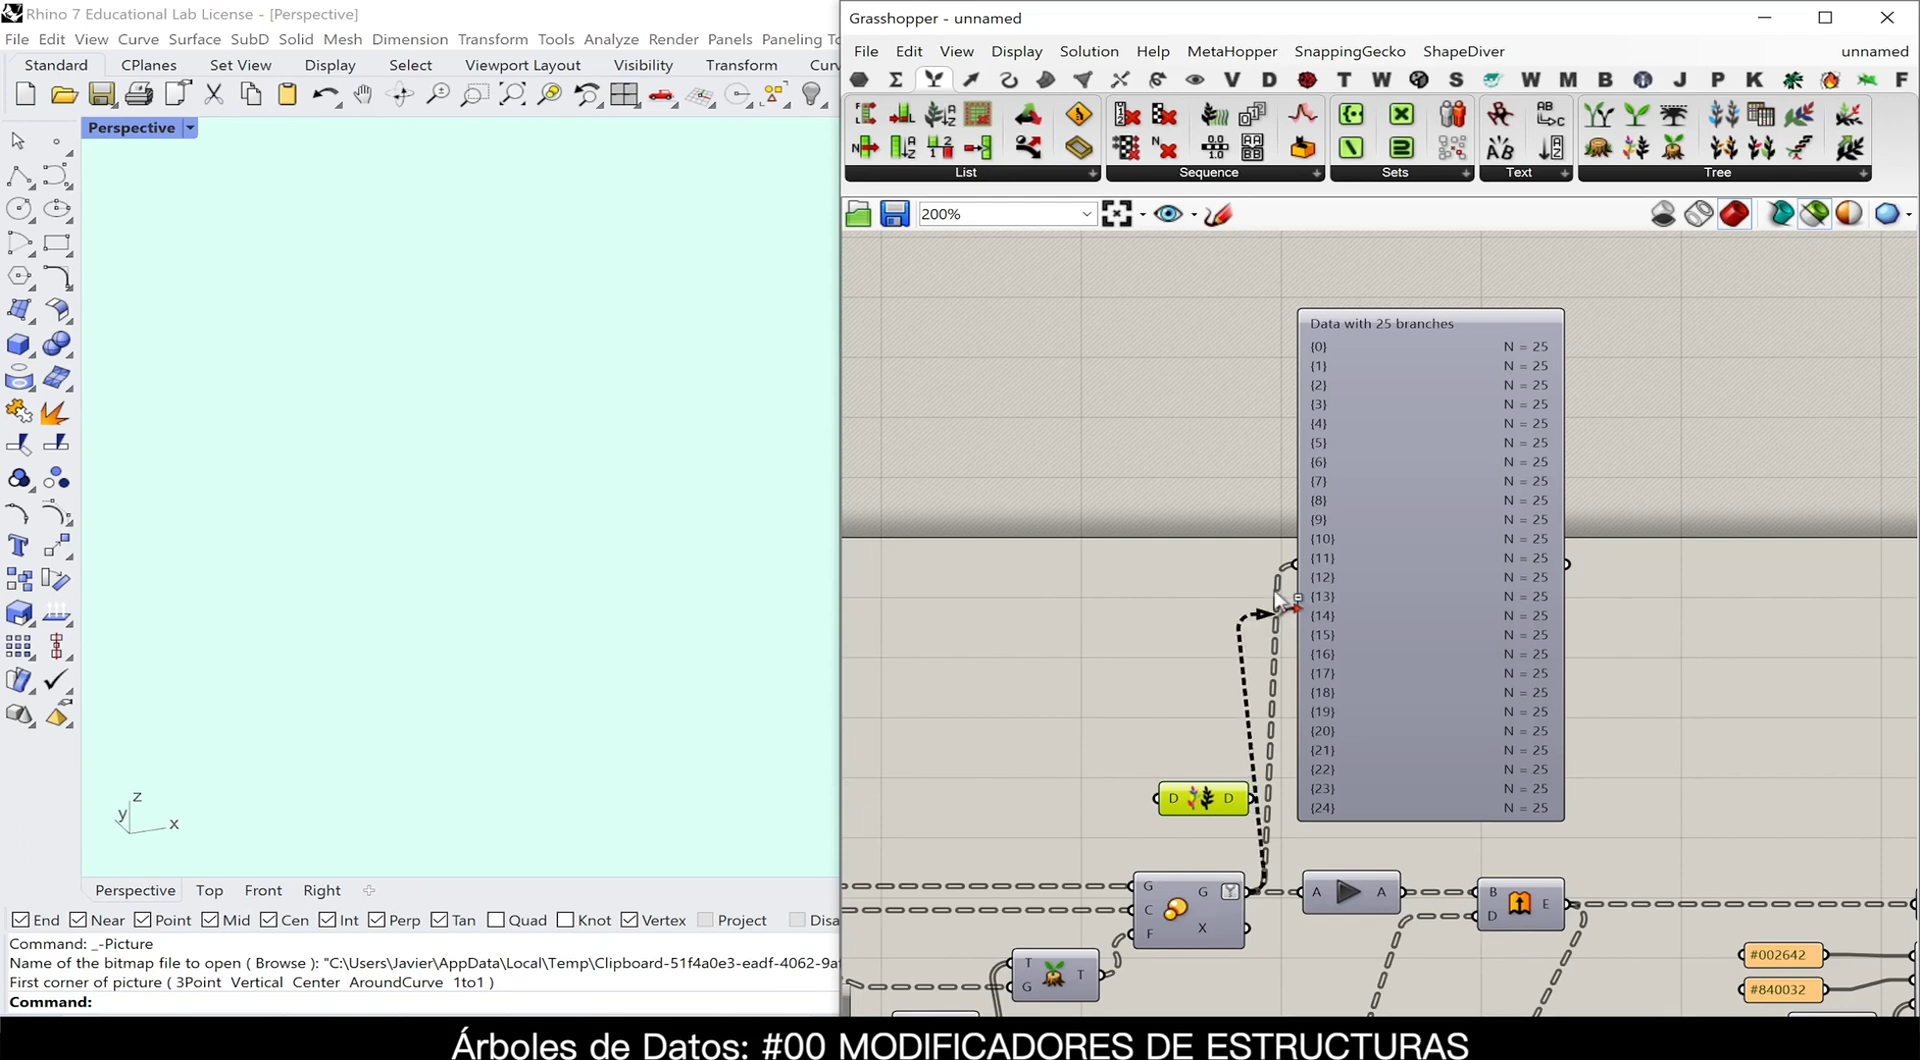 Rhino 7 Educational Lab License - [Perspective]
File Edit View Curve Surface SubD Solid Mesh Dimension Transform Tools Analyze Render Panels Paneling
Standard CPlanes Set View Display Select Viewport Layout Visibility Transform
Perspective
z
y
x
Perspective Top Front Right
End Near Point Mid Cen Int Perp Tan Quad Knot Vertex Project
Command: _-Picture
Name of the bitmap file to open ( Browse ): "C:\Users\Javier\AppData\Local\Temp\Clipboard-51f4a0e3-eadf-4062-9a
First corner of picture ( 3Point Vertical Center AroundCurve 1to1 )
Command:
Grasshopper - unnamed
File Edit View Display Solution Help MetaHopper SnappingGecko ShapeDiver unnamed
V D T W S W M B J P K F
List Sequence Sets Text Tree
200%
Data with 25 branches
{0} N = 25
{1} N = 25
{2} N = 25
{3} N = 25
{4} N = 25
{5} N = 25
{6} N = 25
{7} N = 25
{8} N = 25
{9} N = 25
{10} N = 25
{11} N = 25
{12} N = 25
{13} N = 25
{14} N = 25
{15} N = 25
{16} N = 25
{17} N = 25
{18} N = 25
{19} N = 25
{20} N = 25
{21} N = 25
{22} N = 25
{23} N = 25
{24} N = 25
D D
G G
C
F X
A A
B E
D
T T
G
#002642
#840032
Árboles de Datos: #00 MODIFICADORES DE ESTRUCTURAS